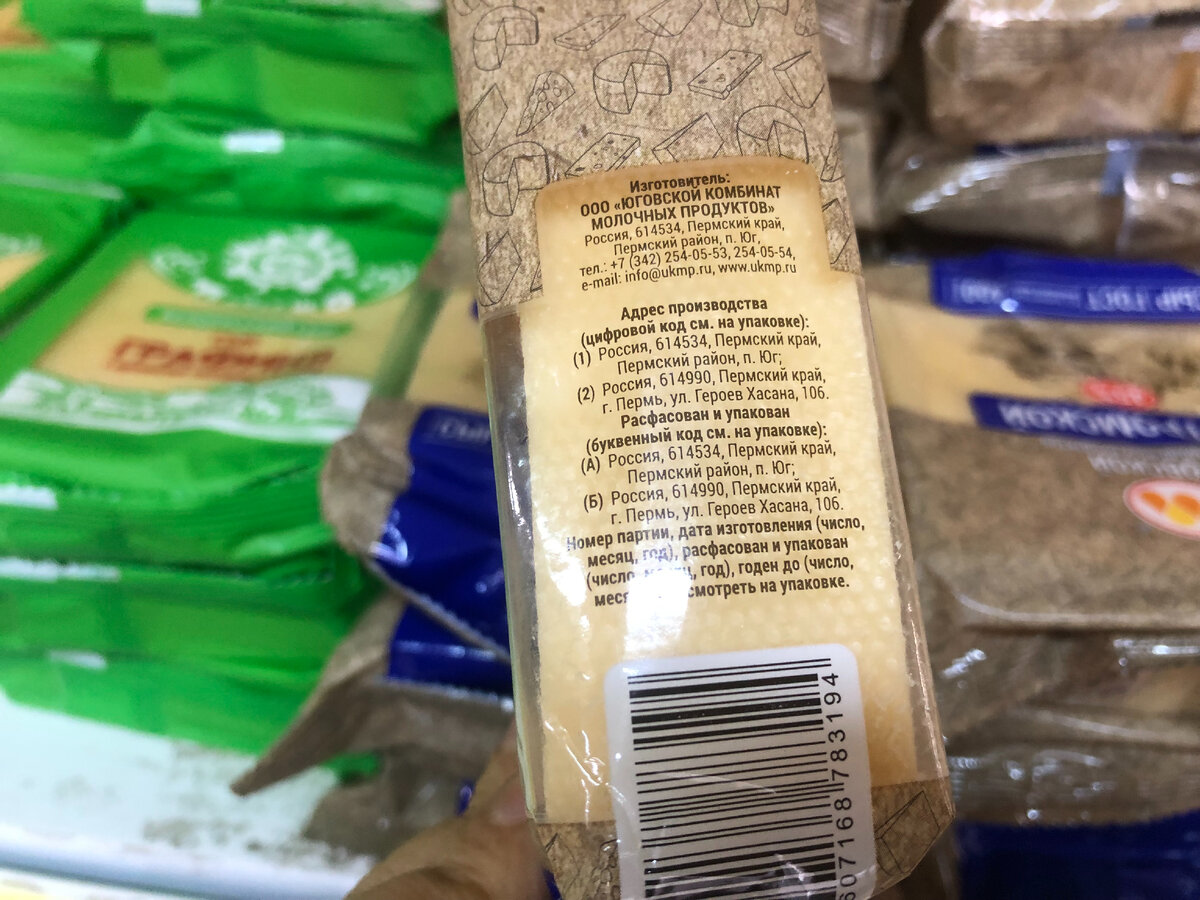 Изготовитель:
ООО «ЮГОВСКОЙ КОМБИНАТ
МОЛОЧНЫХ ПРОДУКТОВ»
Россия, 614534, Пермский край,
Пермский район, п. Юг,
тел.: +7 (342) 254-05-53, 254-05-54,
e-mail: info@ukmp.ru, www.ukmp.ru
Адрес производства
(цифровой код см. на упаковке):
(1) Россия, 614534, Пермский край,
Пермский район, п. Юг;
(2) Россия, 614990, Пермский край,
г. Пермь, ул. Героев Хасана, 106.
Расфасован и упакован
(буквенный код см. на упаковке):
(А) Россия, 614534, Пермский край,
Пермский район, п. Юг;
(Б) Россия, 614990, Пермский край,
г. Пермь, ул. Героев Хасана, 106.
Номер партии, дата изготовления (число,
месяц, год), расфасован и упакован
(число, год), годен до (число,
смотреть на упаковке.
607168 783194
СЫР ГОСТ